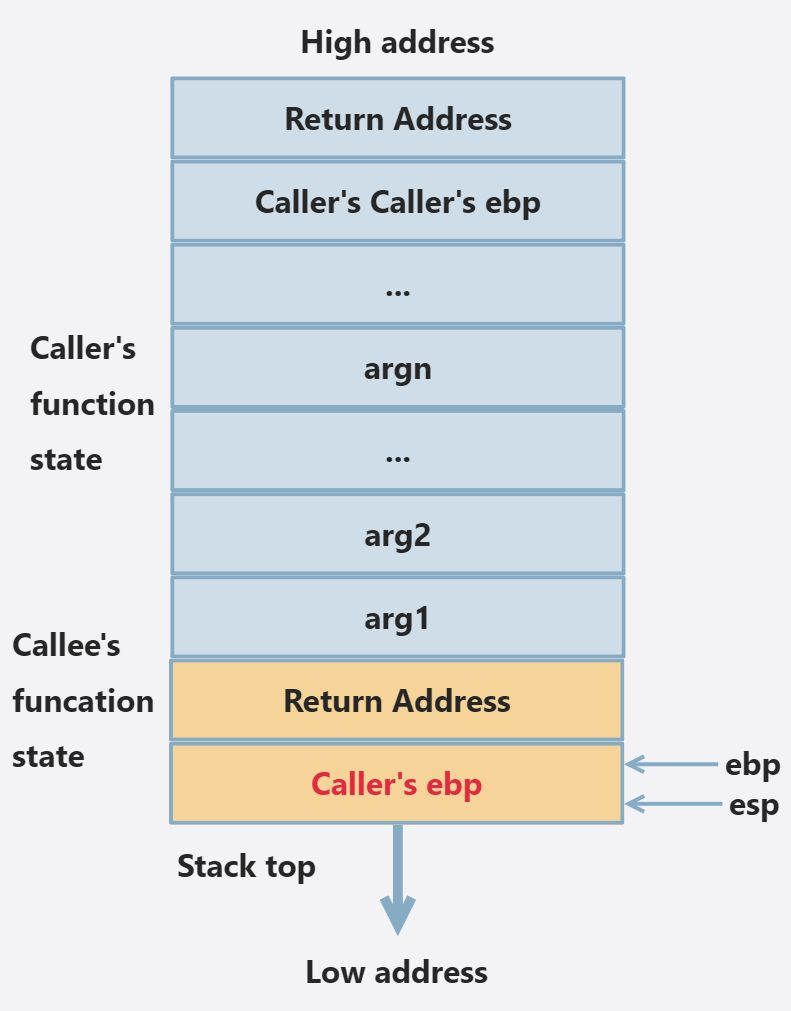 High address
Return Address
Caller's Caller's ebp
...
Caller's
function
state
argn
...
arg2
arg1
Callee's
funcation
state
Return Address
Caller's ebp
ebp
esp
Stack top
Low address